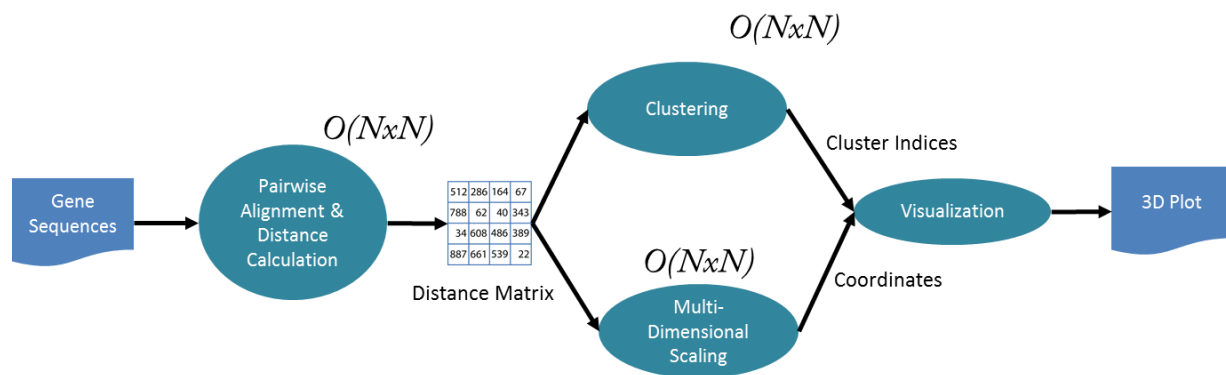 O(NxN)
Clustering
O(NxN)
Cluster Indices
Gene
Sequences
Pairwise
Alignment &
Distance
Calculation
512 286 164 67
788 62 40 343
34 608 486 389
887 661 539 22
Distance Matrix
Visualization
3D Plot
O(NxN)
Coordinates
Multi-
Dimensional
Scaling